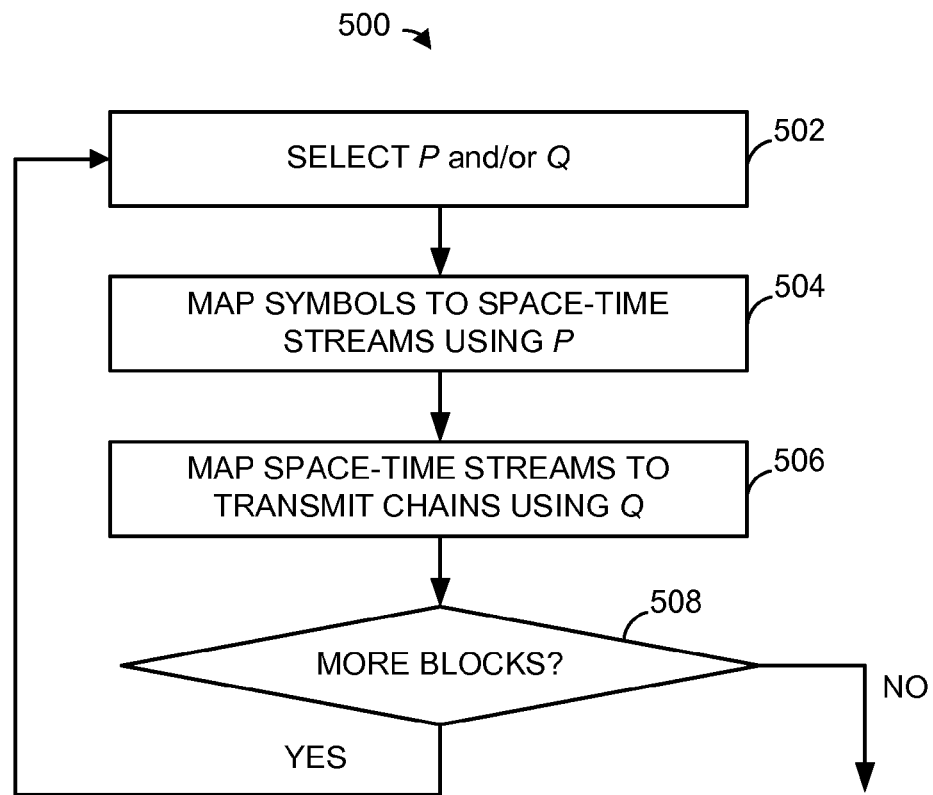 500
502
SELECT P and/or Q
504
MAP SYMBOLS TO SPACE-TIME
STREAMS USING P
506
MAP SPACE-TIME STREAMS TO
TRANSMIT CHAINS USING Q
508
MORE BLOCKS?
NO
YES